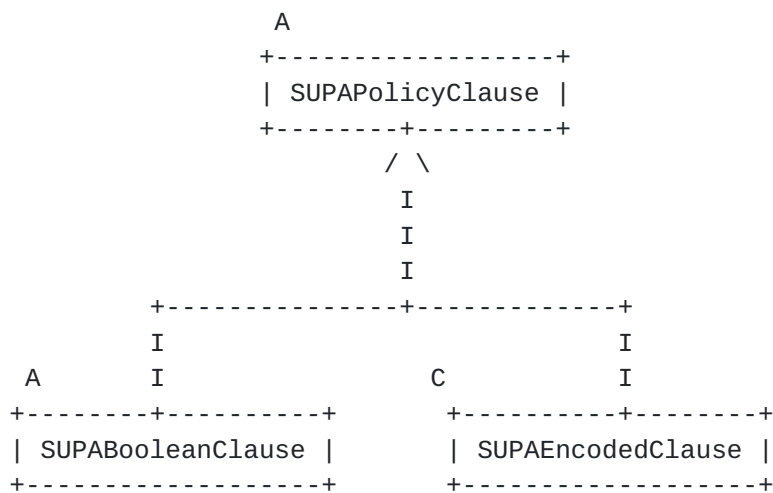 A
+------------------+
| SUPAPolicyClause |
+--------+---------+
/ \
I
I
I
+---------------+-------------+
I I
A I C I
+--------+----------+ +----------+--------+
| SUPABooleanClause | | SUPAEncodedClause |
+-------------------+ +-------------------+